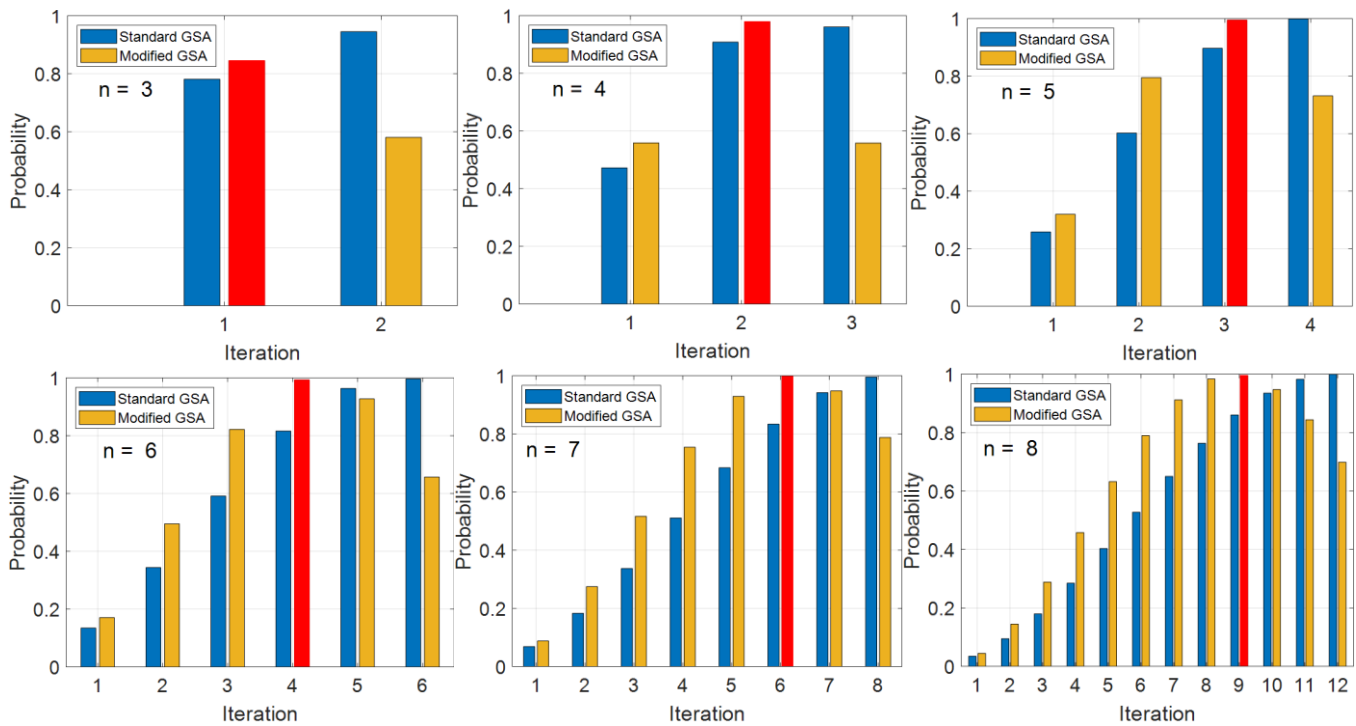 1
0.8
0.6
0.4
0.2
0
Probability
Standard GSA
Modified GSA
n = 3
1 2
Iteration
1
0.8
0.6
0.4
0.2
0
Probability
Standard GSA
Modified GSA
n = 4
1 2 3
Iteration
1
0.8
0.6
0.4
0.2
0
Probability
Standard GSA
Modified GSA
n = 5
1 2 3 4
Iteration
1
0.8
0.6
0.4
0.2
0
Probability
Standard GSA
Modified GSA
n = 6
1 2 3 4 5 6
Iteration
1
0.8
0.6
0.4
0.2
0
Probability
Standard GSA
Modified GSA
n = 7
1 2 3 4 5 6 7 8
Iteration
1
0.8
0.6
0.4
0.2
0
Probability
Standard GSA
Modified GSA
n = 8
1 2 3 4 5 6 7 8 9 10 11 12
Iteration